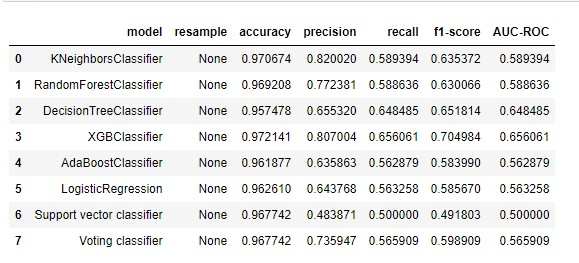 model resample accuracy precision recall f1-score AUC-ROC
0 KNeighborsClassifier None 0.970674 0.820020 0.589394 0.635372 0.589394
1 RandomForestClassifier None 0.969208 0.772381 0.588636 0.630066 0.588636
2 DecisionTreeClassifier None 0.957478 0.655320 0.648485 0.651814 0.648485
3 XGBClassifier None 0.972141 0.807004 0.656061 0.704984 0.656061
4 AdaBoostClassifier None 0.961877 0.635863 0.562879 0.583990 0.562879
5 LogisticRegression None 0.962610 0.643768 0.563258 0.585670 0.563258
6 Support vector classifier None 0.967742 0.483871 0.500000 0.491803 0.500000
7 Voting classifier None 0.967742 0.735947 0.565909 0.598909 0.565909